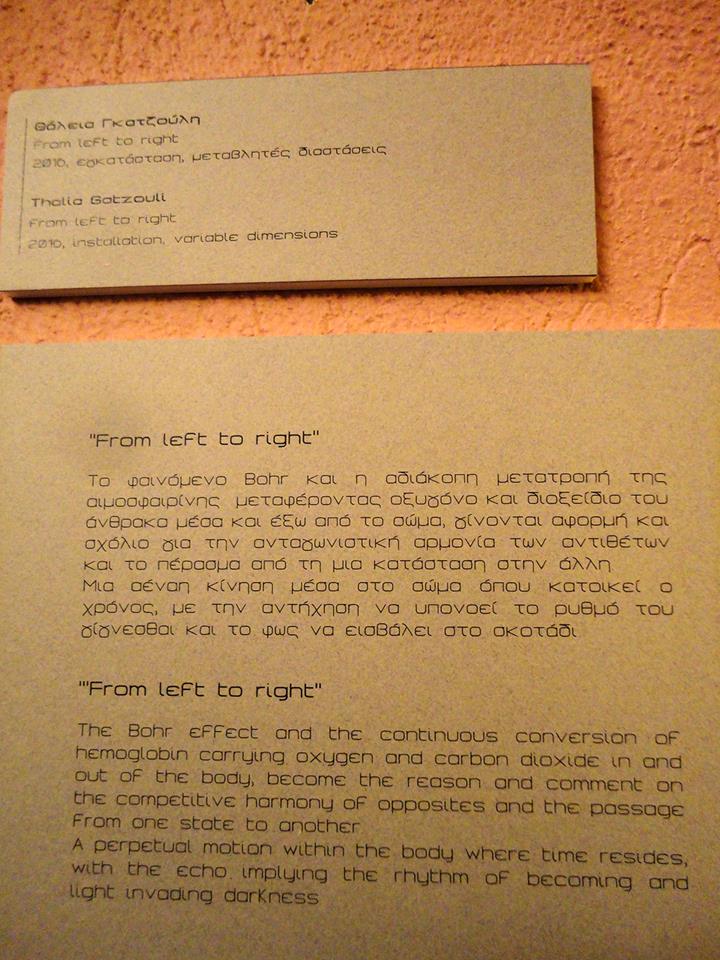 Θάλεια Γκατζούλη
From left to right
2010, εγκατάσταση, μεταβλητές διαστάσεις
Thalia Gatzouli
From left to right
2010, installation, variable dimensions
"From left to right"
Το φαινόμενο Bohr και η αδιάκοπη μετατροπή της
αιμοσφαιρίνης μεταφέροντας οξυγόνο και διοξείδιο του
άνθρακα μέσα και έξω από το σώμα, γίνονται αφορμή και
σχόλιο για την ανταγωνιστική αρμονία των αντιθέτων
και το πέρασμα από τη μια κατάσταση στην άλλη
Μια αέναη κίνηση μέσα στο σώμα όπου κατοικεί ο
χρόνος, με την αντήχηση να υπονοεί το ρυθμό του
γίγνεσθαι και το φως να εισβάλει στο σκοτάδι
'"From left to right"
The Bohr effect and the continuous conversion of
hemoglobin carrying oxygen and carbon dioxide in and
out of the body, become the reason and comment on
the competitive harmony of opposites and the passage
from one state to another
A perpetual motion within the body where time resides,
with the echo implying the rhythm of becoming and
light invading darkness